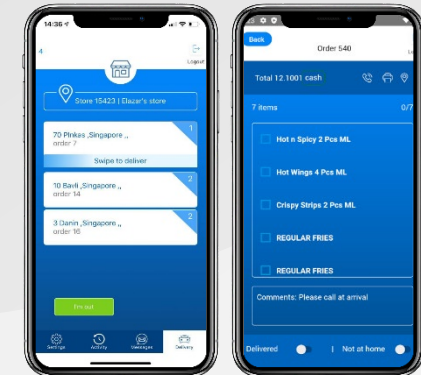 14:36
4
Logout
Store 15423 | Elazar's store
1
70 Pinkas ,Singapore ,,
order 7
Swipe to deliver
2
10 Bavli ,Singapore ,,
order 14
2
3 Danin ,Singapore ,,
order 16
I'm out
Settings
Activity
Messages
Delivery
Back
Order 540
Total 12.1001 cash
7 items
0/7
Hot n Spicy 2 Pcs ML
Hot Wings 4 Pcs ML
Crispy Strips 2 Pcs ML
REGULAR FRIES
REGULAR FRIES
Comments: Please call at arrival
Delivered | Not at home